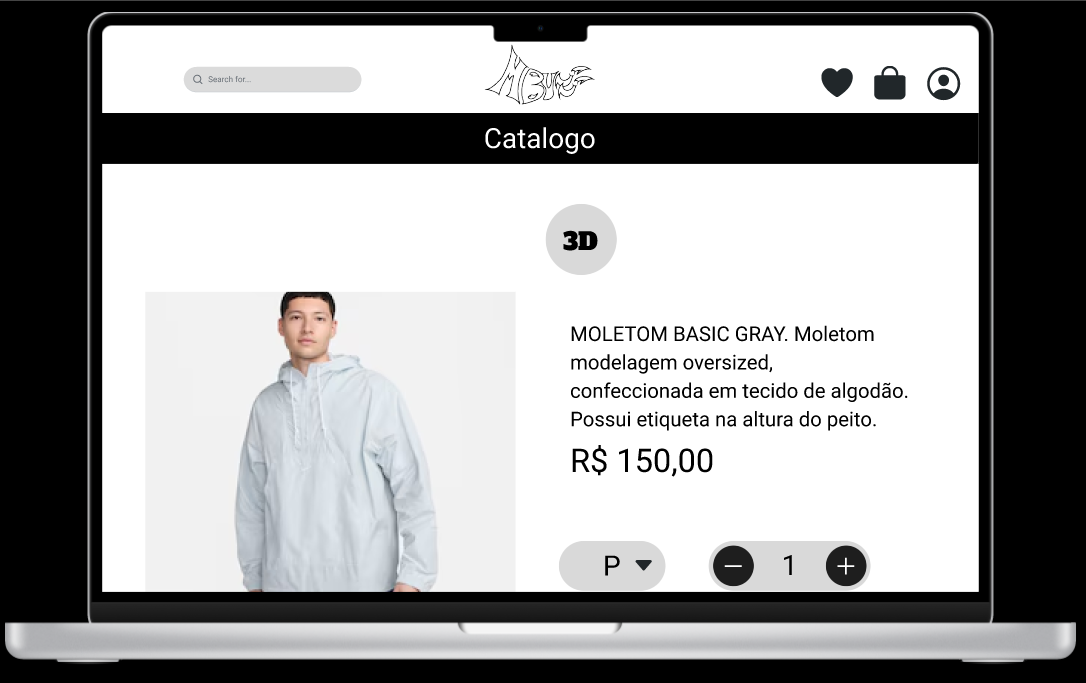 Search for...
MBUNE
Catalogo
3D
MOLETOM BASIC GRAY. Moletom
modelagem oversized,
confeccionada em tecido de algodão.
Possui etiqueta na altura do peito.
R$ 150,00
P
1